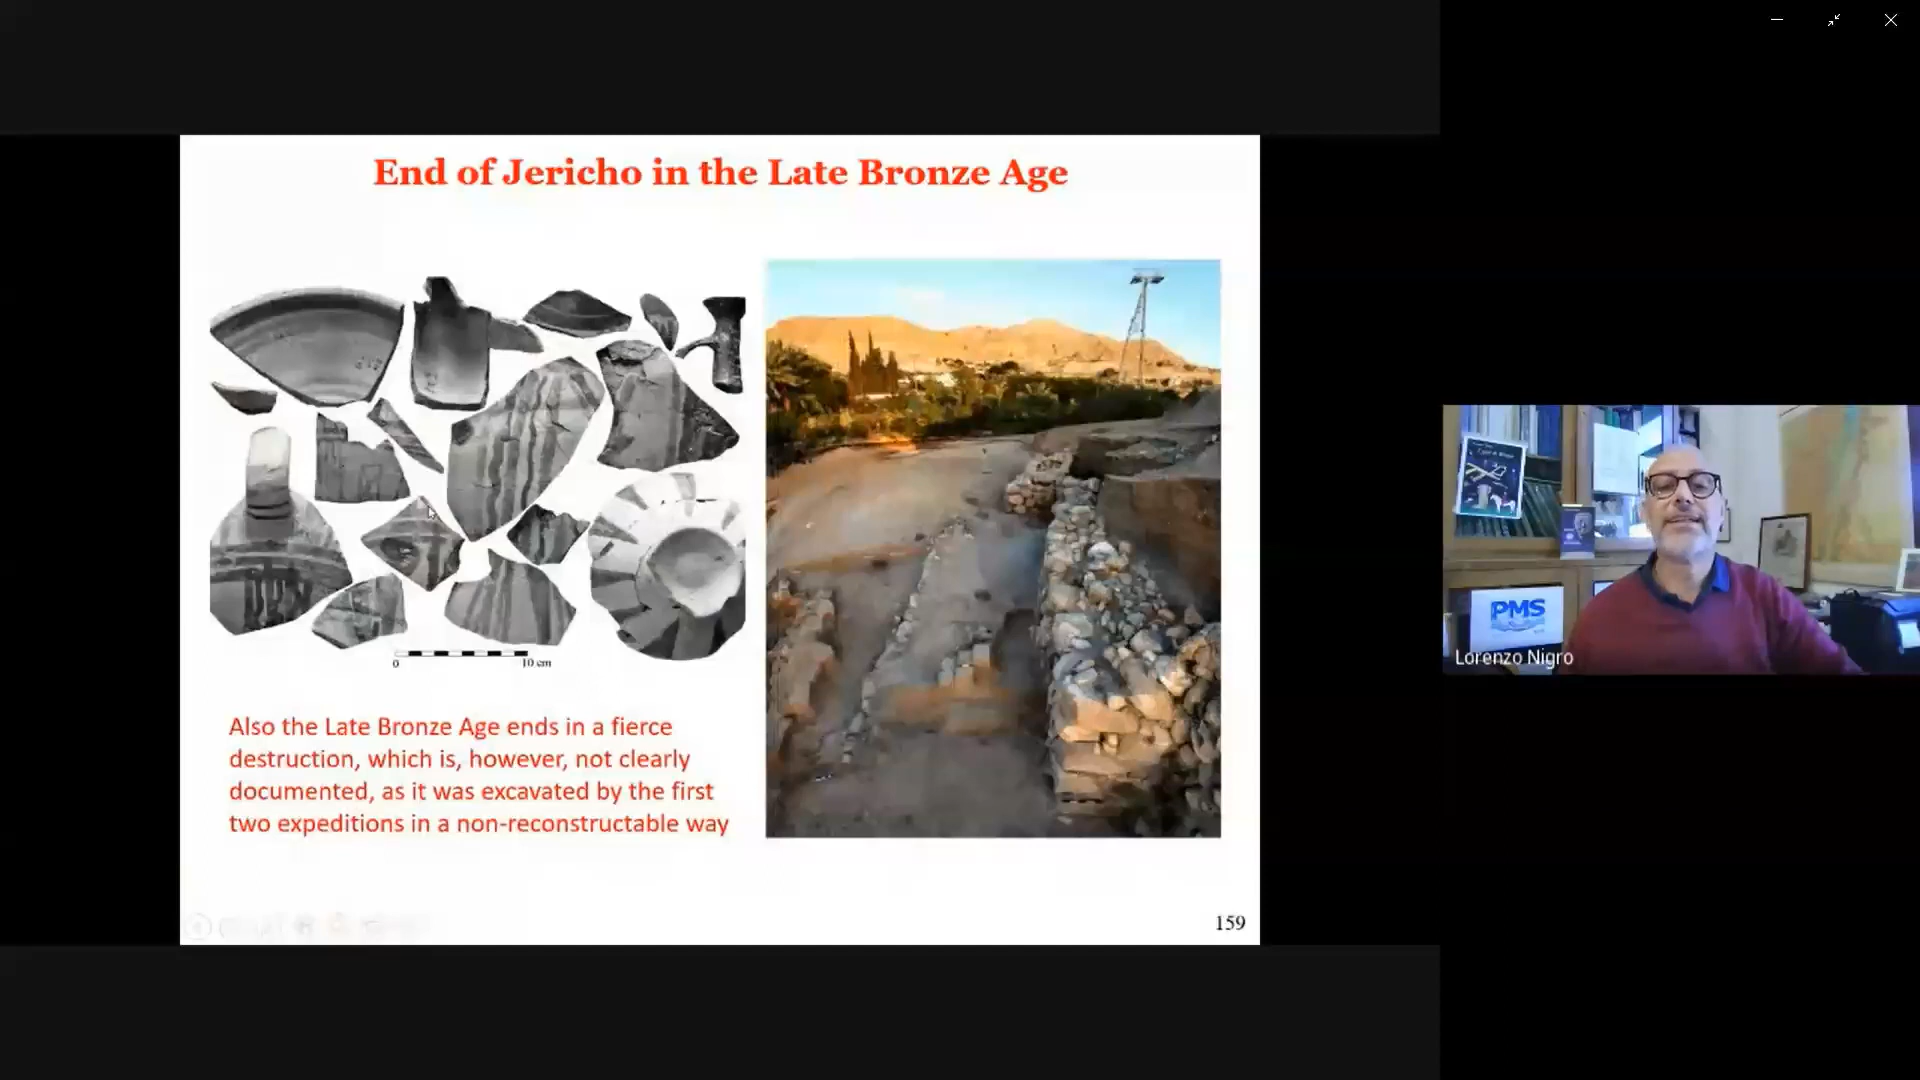 End of Jericho in the Late Bronze Age
0 10 cm
Also the Late Bronze Age ends in a fierce
destruction, which is, however, not clearly
documented, as it was excavated by the first
two expeditions in a non-reconstructable way
159
PMS
Lorenzo Nigro